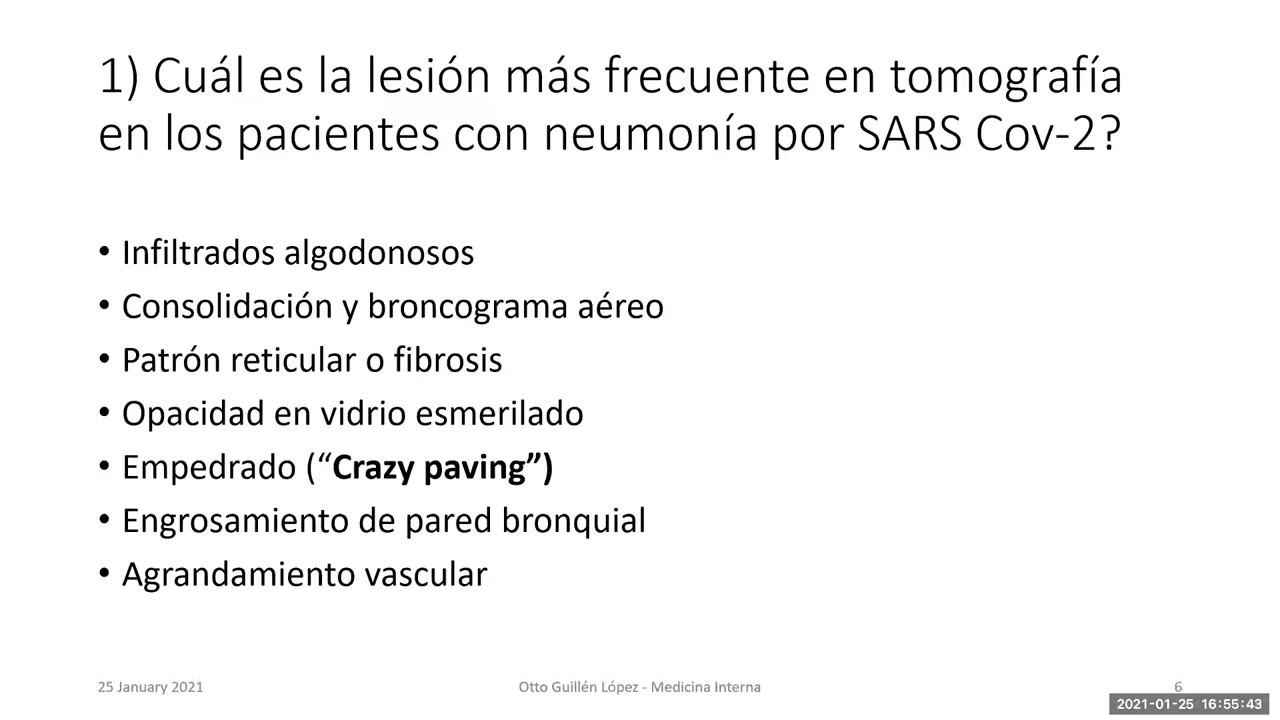 1) Cuál es la lesión más frecuente en tomografía
en los pacientes con neumonía por SARS Cov-2?
• Infiltrados algodonosos
• Consolidación y broncograma aéreo
• Patrón reticular o fibrosis
• Opacidad en vidrio esmerilado
• Empedrado (“Crazy paving”)
• Engrosamiento de pared bronquial
• Agrandamiento vascular
25 January 2021
Otto Guillén López - Medicina Interna
6
2021-01-25 16:55:43